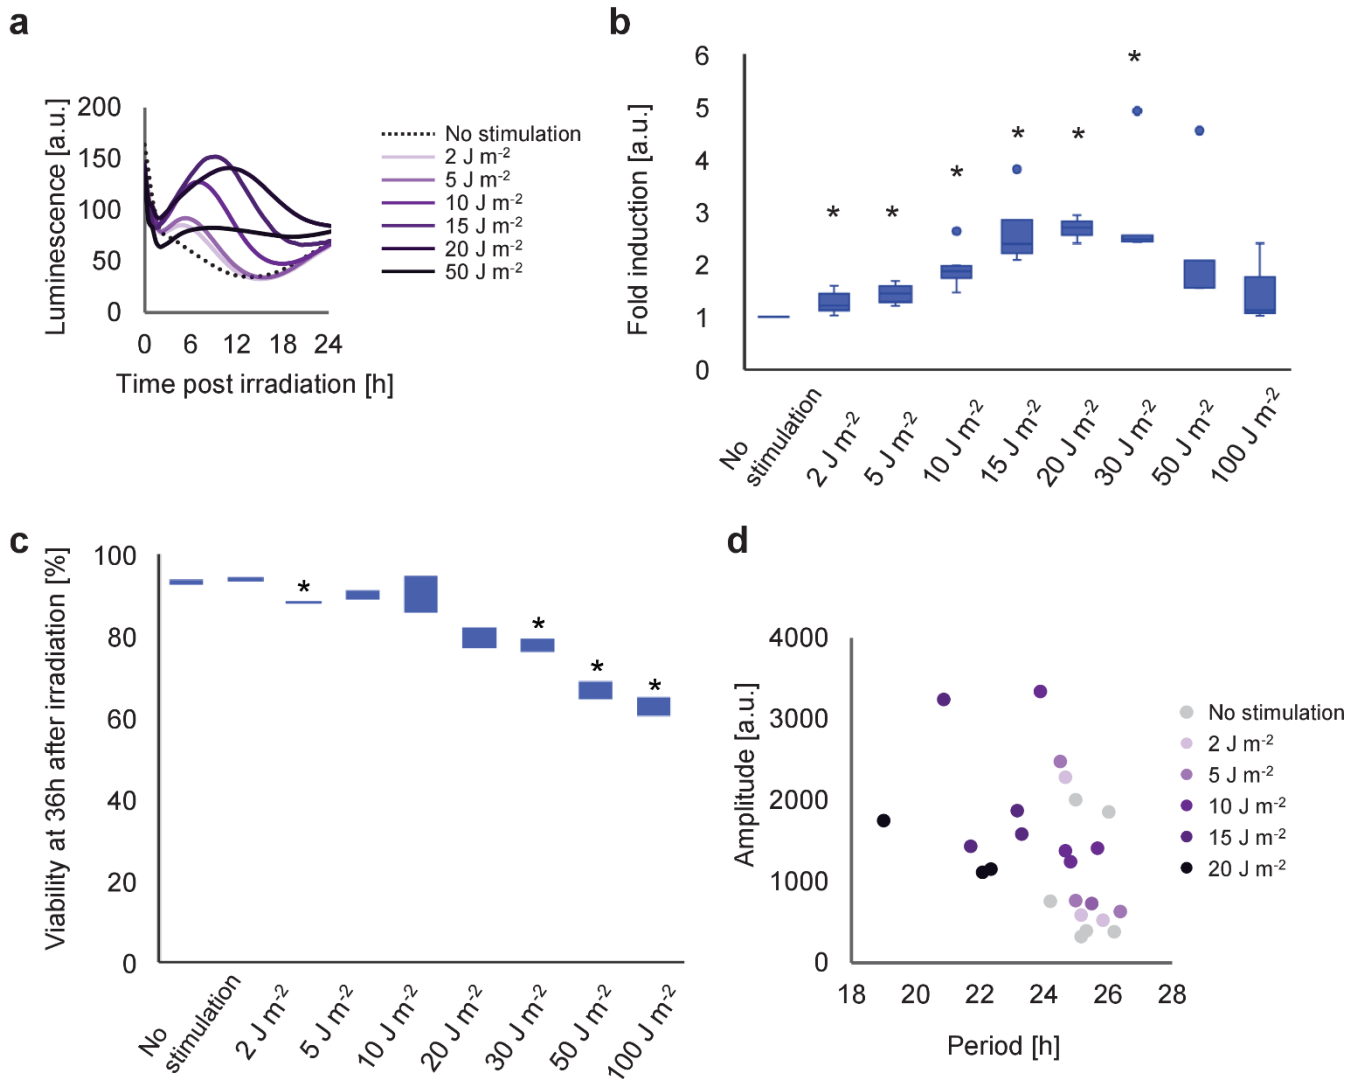 a
Luminescence [a.u.]
200
150
100
50
0
0 6 12 18 24
Time post irradiation [h]
No stimulation
2 J m⁻²
5 J m⁻²
10 J m⁻²
15 J m⁻²
20 J m⁻²
50 J m⁻²
b
Fold induction [a.u.]
6
5
4
3
2
1
0
* * * * * *
No
stimulation
2 J m⁻²
5 J m⁻²
10 J m⁻²
15 J m⁻²
20 J m⁻²
30 J m⁻²
50 J m⁻²
100 J m⁻²
c
Viability at 36h after irradiation [%]
100
80
60
40
20
0
* * * *
No
stimulation
2 J m⁻²
5 J m⁻²
10 J m⁻²
20 J m⁻²
30 J m⁻²
50 J m⁻²
100 J m⁻²
d
Amplitude [a.u.]
4000
3000
2000
1000
0
18 20 22 24 26 28
Period [h]
No stimulation
2 J m⁻²
5 J m⁻²
10 J m⁻²
15 J m⁻²
20 J m⁻²